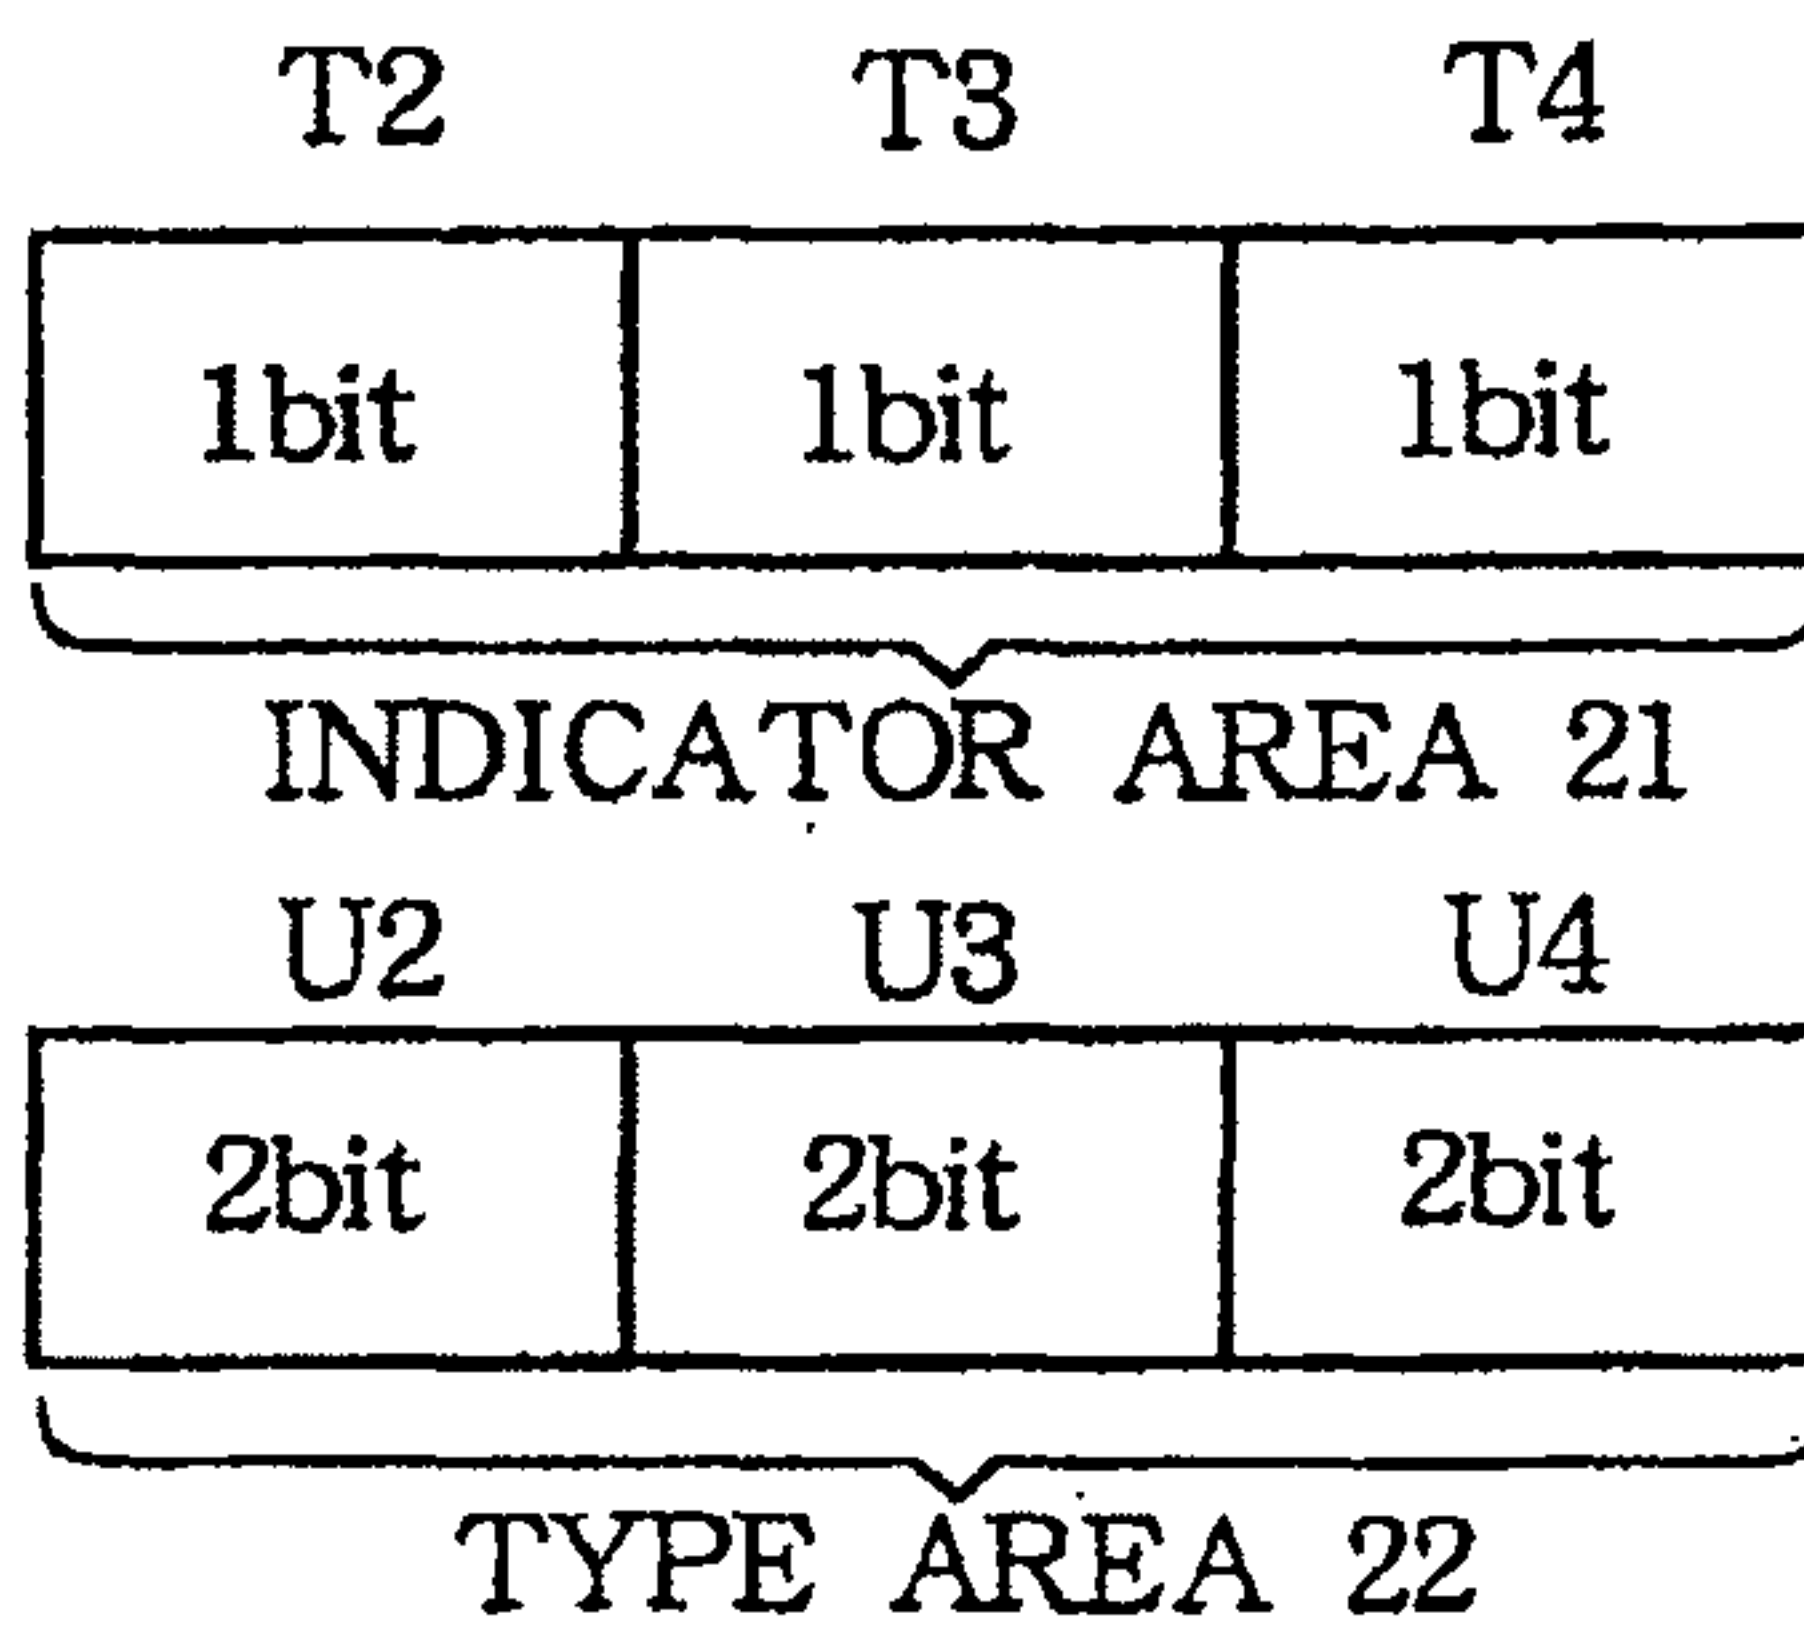 T2 T3 T4
1bit 1bit 1bit
INDICATOR AREA 21
U2 U3 U4
2bit 2bit 2bit
TYPE AREA 22